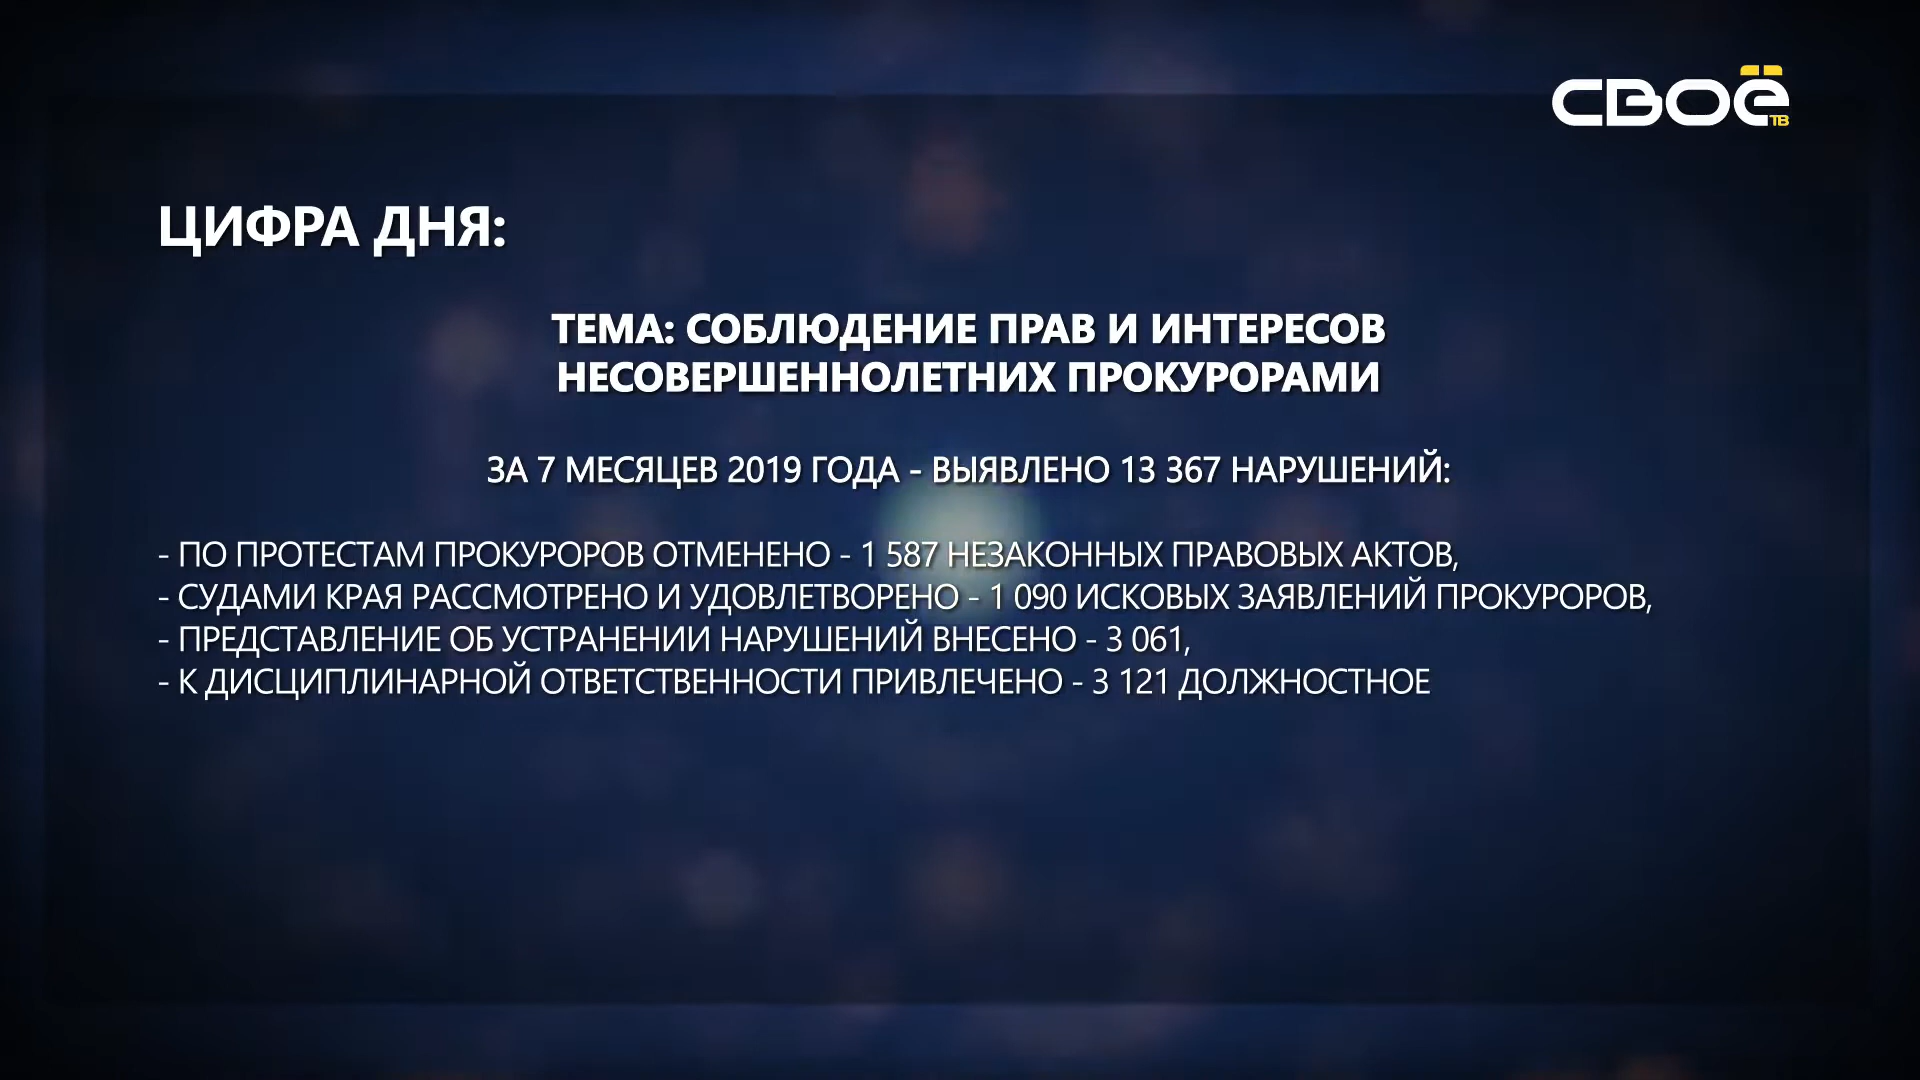 СВОЁ
ТВ
ЦИФРА ДНЯ:
ТЕМА: СОБЛЮДЕНИЕ ПРАВ И ИНТЕРЕСОВ
НЕСОВЕРШЕННОЛЕТНИХ ПРОКУРОРАМИ
ЗА 7 МЕСЯЦЕВ 2019 ГОДА - ВЫЯВЛЕНО 13 367 НАРУШЕНИЙ:
- ПО ПРОТЕСТАМ ПРОКУРОРОВ ОТМЕНЕНО - 1 587 НЕЗАКОННЫХ ПРАВОВЫХ АКТОВ,
- СУДАМИ КРАЯ РАССМОТРЕНО И УДОВЛЕТВОРЕНО - 1 090 ИСКОВЫХ ЗАЯВЛЕНИЙ ПРОКУРОРОВ,
- ПРЕДСТАВЛЕНИЕ ОБ УСТРАНЕНИИ НАРУШЕНИЙ ВНЕСЕНО - 3 061,
- К ДИСЦИПЛИНАРНОЙ ОТВЕТСТВЕННОСТИ ПРИВЛЕЧЕНО - 3 121 ДОЛЖНОСТНОЕ